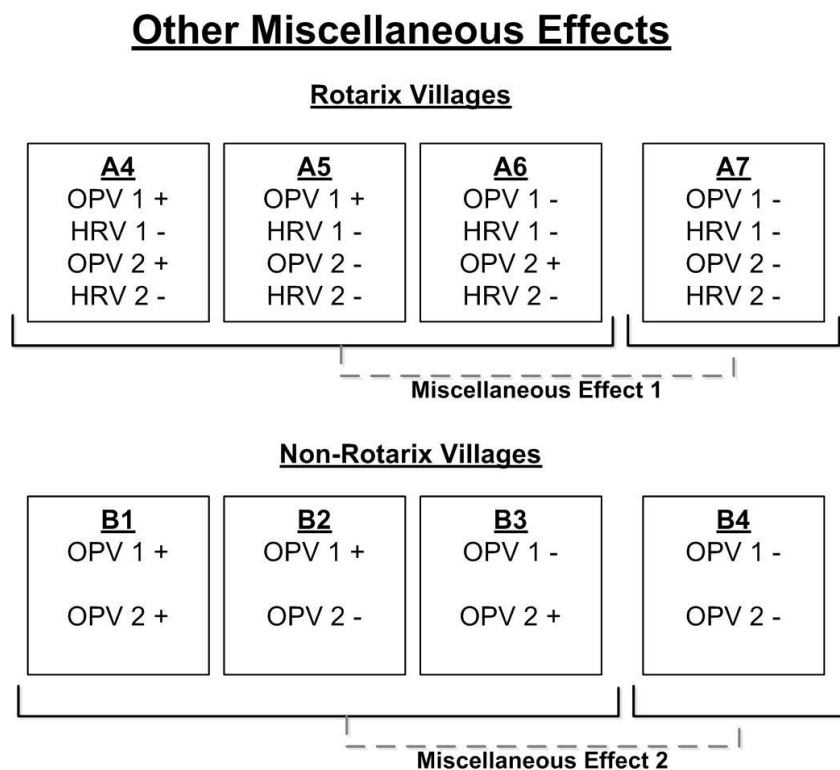 Other Miscellaneous Effects
Rotarix Villages
A4
OPV 1 +
HRV 1 -
OPV 2 +
HRV 2 -
A5
OPV 1 +
HRV 1 -
OPV 2 -
HRV 2 -
A6
OPV 1 -
HRV 1 -
OPV 2 +
HRV 2 -
A7
OPV 1 -
HRV 1 -
OPV 2 -
HRV 2 -
Miscellaneous Effect 1
Non-Rotarix Villages
B1
OPV 1 +
OPV 2 +
B2
OPV 1 +
OPV 2 -
B3
OPV 1 -
OPV 2 +
B4
OPV 1 -
OPV 2 -
Miscellaneous Effect 2